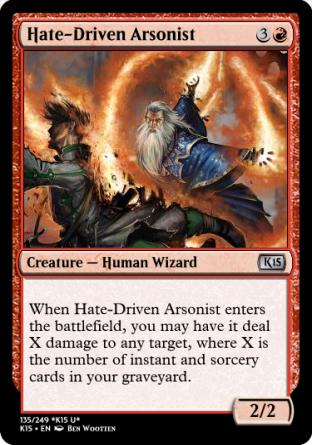 Hate-Driven Arsonist 3
Creature — Human Wizard K15
When Hate-Driven Arsonist enters
the battlefield, you may have it deal
X damage to any target, where X is
the number of instant and sorcery
cards in your graveyard.
2/2
135/249 *K15 U*
K15 • EN Ben Wootten